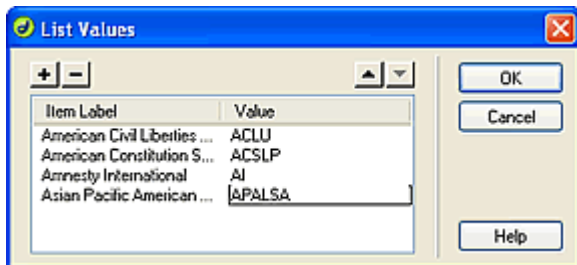 List Values
+ −
OK
Item Label Value
Cancel
American Civil Liberties ... ACLU
American Constitution S... ACSLP
Amnesty International AI
Asian Pacific American ... APALSA
Help